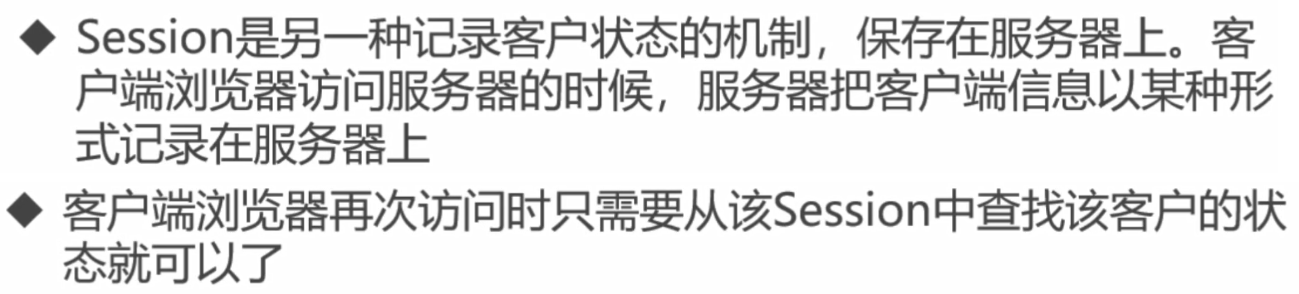 ◆ Session是另一种记录客户状态的机制，保存在服务器上。客
户端浏览器访问服务器的时候，服务器把客户端信息以某种形
式记录在服务器上
◆ 客户端浏览器再次访问时只需要从该Session中查找该客户的状
态就可以了